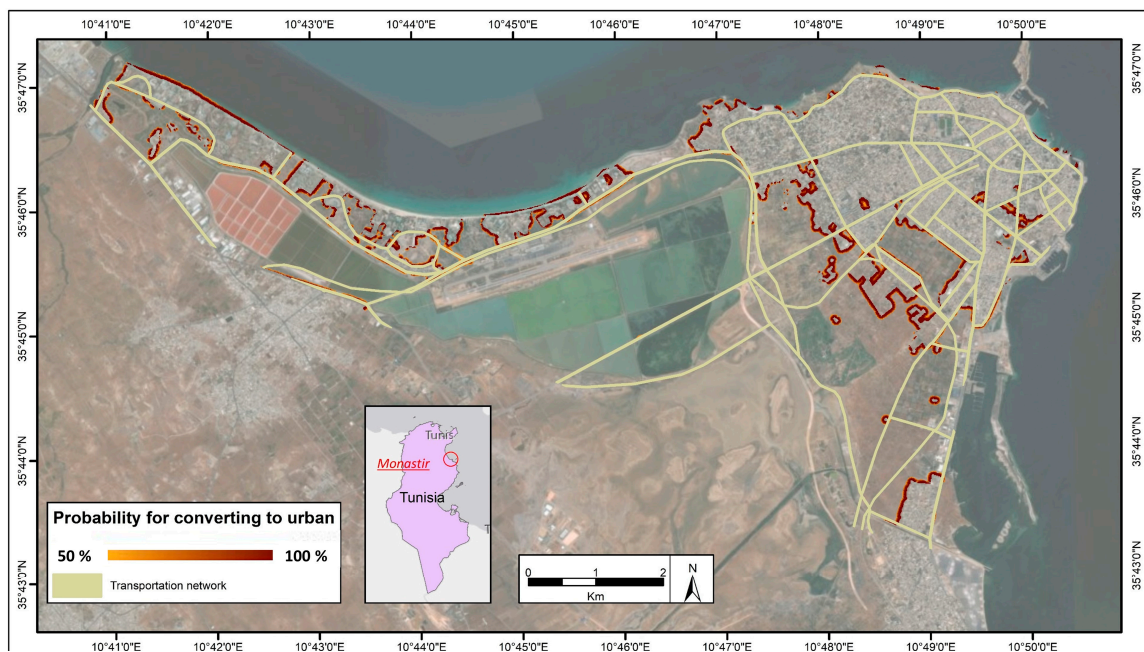 10°41'0"E 10°42'0"E 10°43'0"E 10°44'0"E 10°45'0"E 10°46'0"E 10°47'0"E 10°48'0"E 10°49'0"E 10°50'0"E
35°47'0"N 35°47'0"N
35°46'0"N 35°46'0"N
35°45'0"N 35°45'0"N
35°44'0"N 35°44'0"N
35°43'0"N 35°43'0"N
Tunis
Monastir
Tunisia
T
Probability for converting to urban
50 % 100 %
Transportation network
0 1 2
Km
N
10°41'0"E 10°42'0"E 10°43'0"E 10°44'0"E 10°45'0"E 10°46'0"E 10°47'0"E 10°48'0"E 10°49'0"E 10°50'0"E